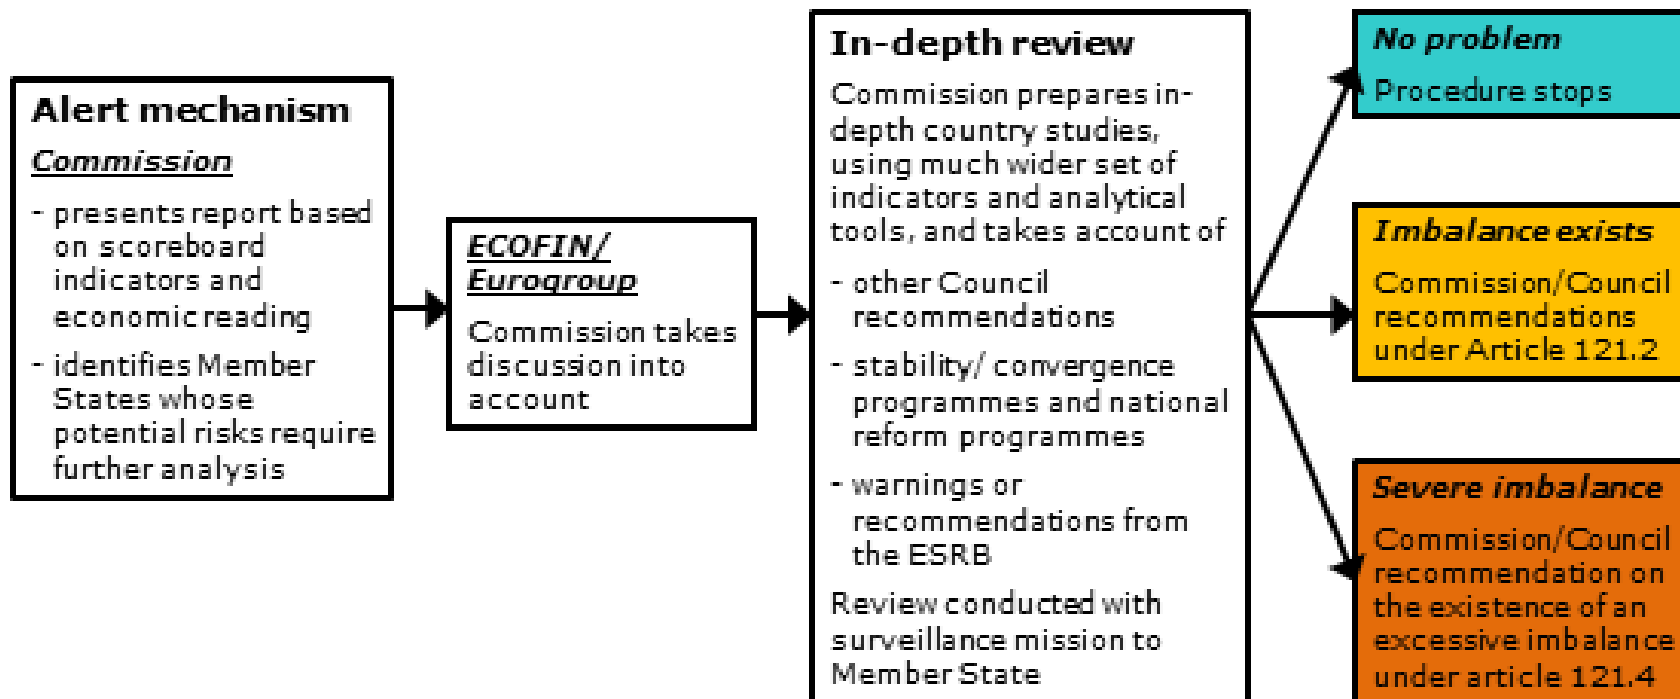 Alert mechanism
Commission
- presents report based
on scoreboard
indicators and
economic reading
- identifies Member
States whose
potential risks require
further analysis
ECOFIN/
Eurogroup
Commission takes
discussion into
account
In-depth review
Commission prepares in-
depth country studies,
using much wider set of
indicators and analytical
tools, and takes account of
- other Council
recommendations
- stability/ convergence
programmes and national
reform programmes
- warnings or
recommendations from
the ESRB
Review conducted with
surveillance mission to
Member State
No problem
Procedure stops
Imbalance exists
Commission/Council
recommendations
under Article 121.2
Severe imbalance
Commission/Council
recommendation on
the existence of an
excessive imbalance
under article 121.4